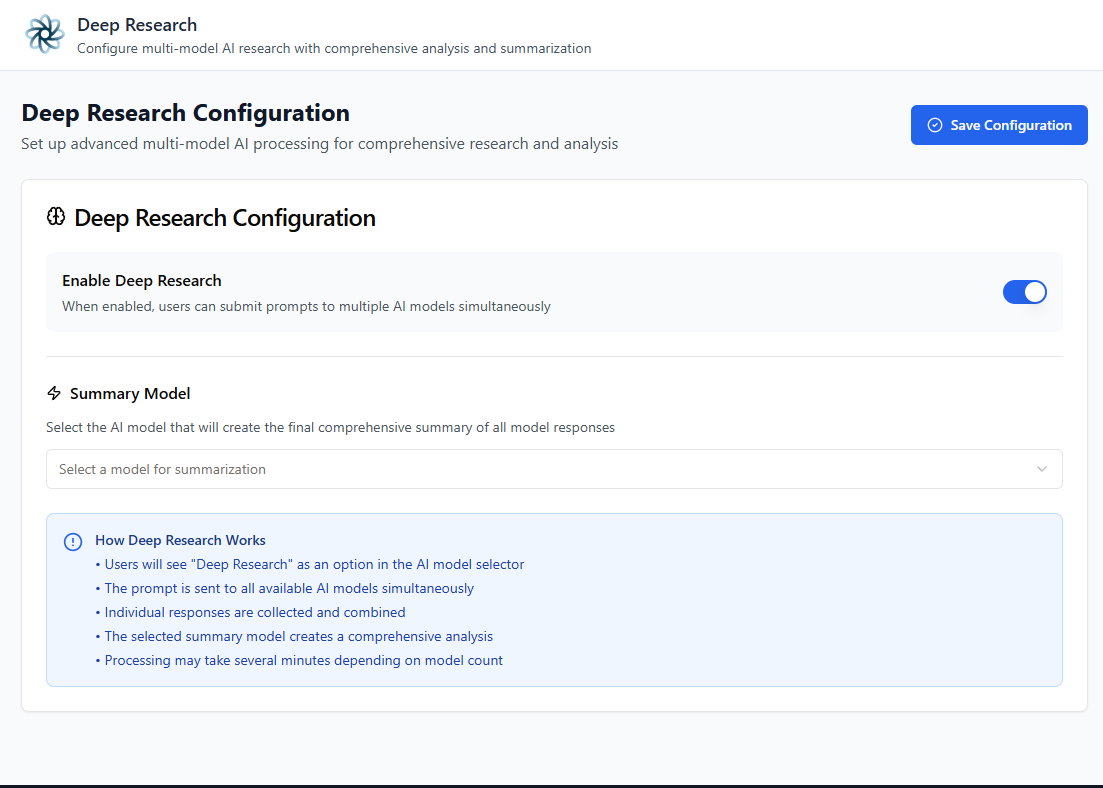 Deep Research
Configure multi-model AI research with comprehensive analysis and summarization
Deep Research Configuration
Set up advanced multi-model AI processing for comprehensive research and analysis
Save Configuration
Deep Research Configuration
Enable Deep Research
When enabled, users can submit prompts to multiple AI models simultaneously
Summary Model
Select the AI model that will create the final comprehensive summary of all model responses
Select a model for summarization
How Deep Research Works
• Users will see "Deep Research" as an option in the AI model selector
• The prompt is sent to all available AI models simultaneously
• Individual responses are collected and combined
• The selected summary model creates a comprehensive analysis
• Processing may take several minutes depending on model count